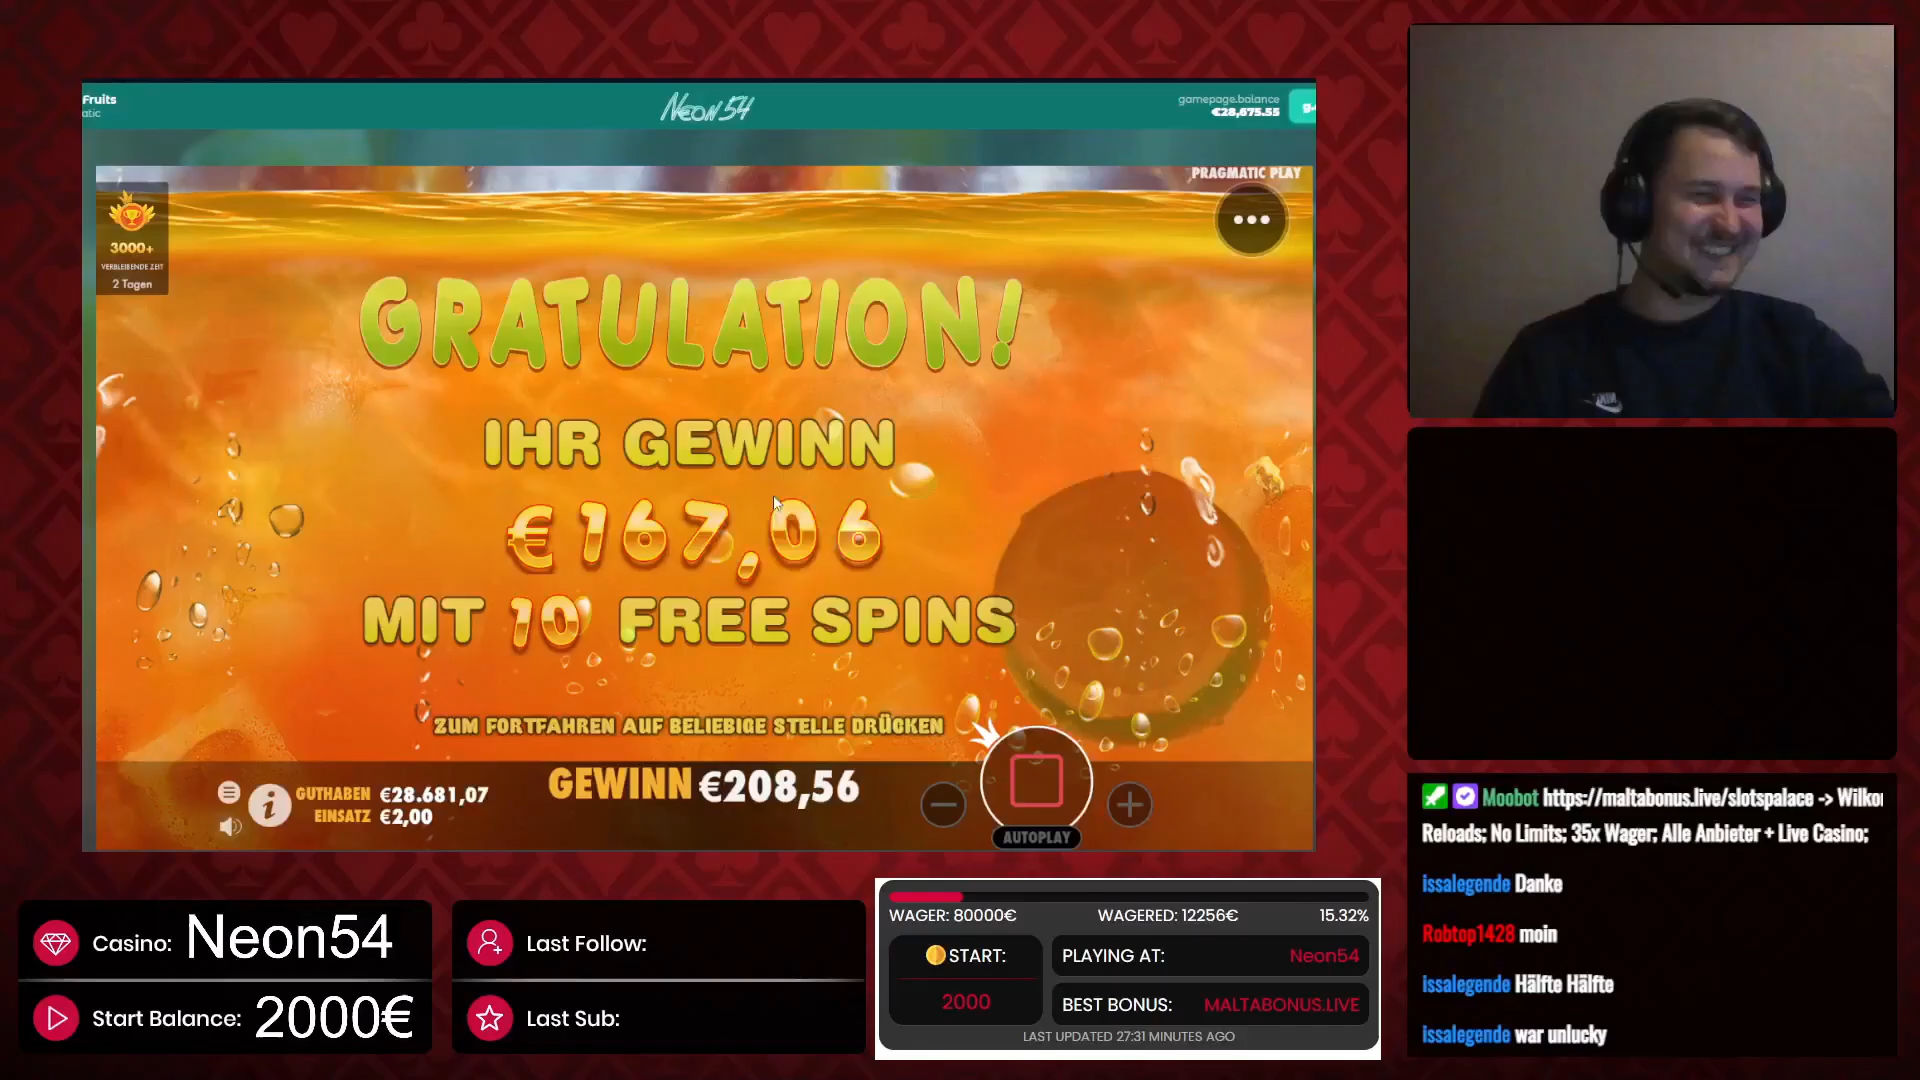 Fruits
atic
Neon54
gamepage.balance
€28,675.55
g.
PRAGMATIC PLAY
3000+
VERBLEIBENDE ZEIT
2 Tagen
GRATULATION!
IHR GEWINN
€167,06
MIT 10 FREE SPINS
ZUM FORTFAHREN AUF BELIEBIGE STELLE DRÜCKEN
GUTHABEN €28.681,07
EINSATZ €2,00
GEWINN €208,56
AUTOPLAY
Casino: Neon54
Start Balance: 2000€
Last Follow:
Last Sub:
WAGER: 80000€ WAGERED: 12256€ 15.32%
START:
2000
PLAYING AT: Neon54
BEST BONUS: MALTABONUS.LIVE
LAST UPDATED 27:31 MINUTES AGO
Moobot https://maltabonus.live/slotspalace -> Wilko
Reloads; No Limits; 35x Wager; Alle Anbieter + Live Casino;
issalegende Danke
Robtop1428 moin
issalegende Hälfte Hälfte
issalegende war unlucky